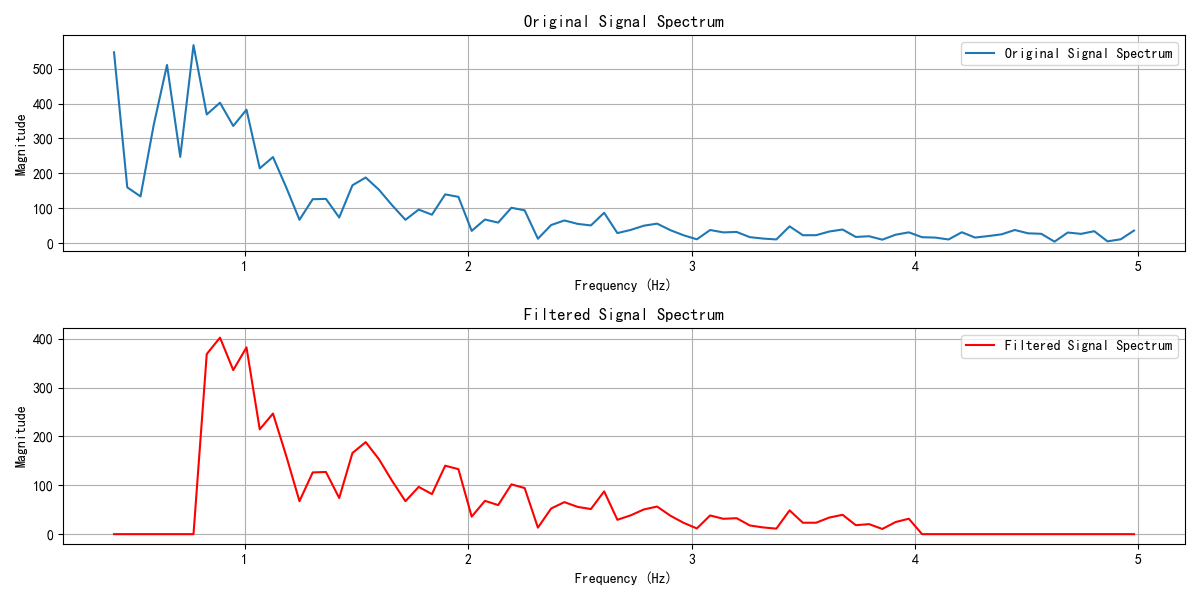 Original Signal Spectrum
Original Signal Spectrum
Magnitude
500
400
300
200
100
0
1
2
3
4
5
Frequency (Hz)
Filtered Signal Spectrum
Filtered Signal Spectrum
Magnitude
400
300
200
100
0
1
2
3
4
5
Frequency (Hz)